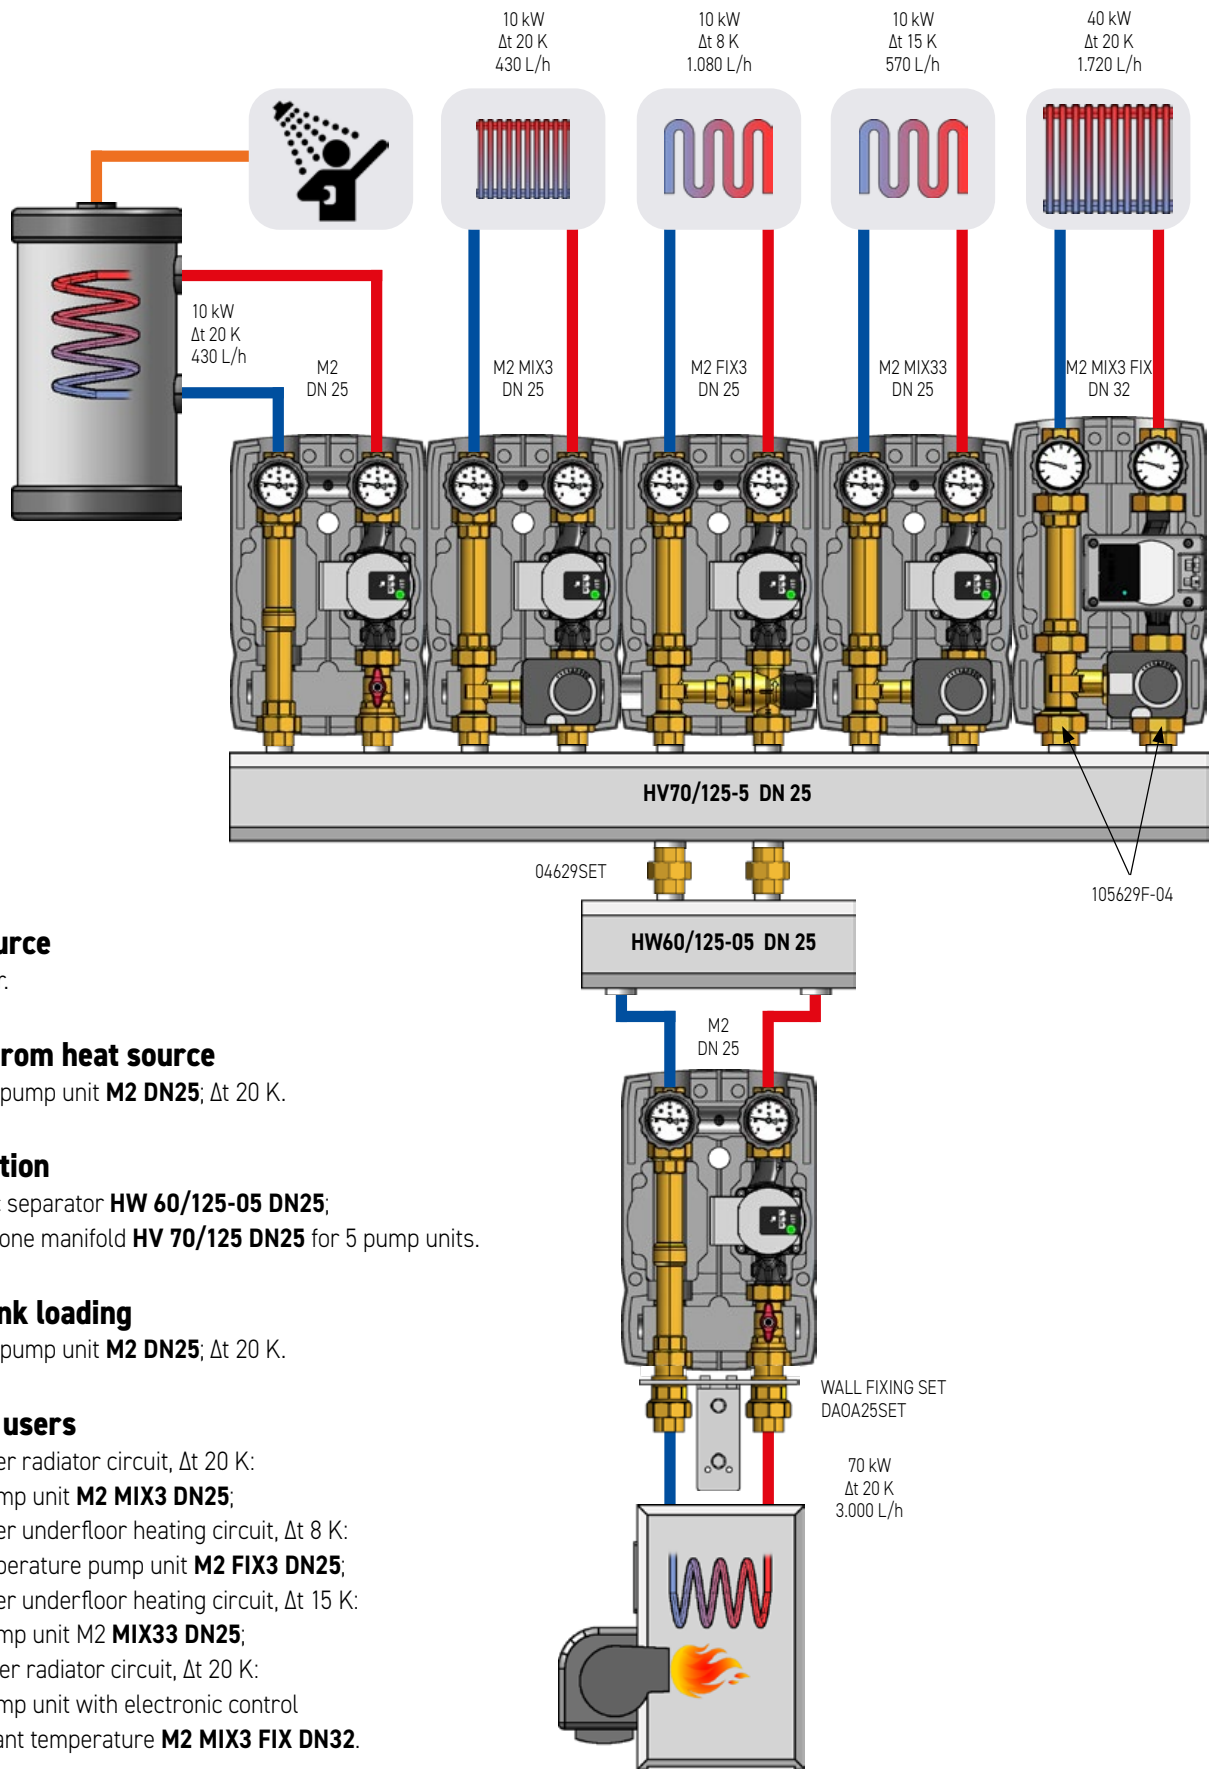 10 kW
Δt 20 K
430 L/h
10 kW
Δt 8 K
1.080 L/h
10 kW
Δt 15 K
570 L/h
40 kW
Δt 20 K
1.720 L/h
10 kW
Δt 20 K
430 L/h
M2
DN 25
M2 MIX3
DN 25
M2 FIX3
DN 25
M2 MIX33
DN 25
M2 MIX3 FIX
DN 32
HV70/125-5 DN 25
04629SET
105629F-04
HW60/125-05 DN 25
M2
DN 25
WALL FIXING SET
DAOA25SET
70 kW
Δt 20 K
3.000 L/h
urce
r.
rom heat source
pump unit M2 DN25; Δt 20 K.
tion
c separator HW 60/125-05 DN25;
one manifold HV 70/125 DN25 for 5 pump units.
nk loading
pump unit M2 DN25; Δt 20 K.
users
er radiator circuit, Δt 20 K:
mp unit M2 MIX3 DN25;
er underfloor heating circuit, Δt 8 K:
perature pump unit M2 FIX3 DN25;
er underfloor heating circuit, Δt 15 K:
mp unit M2 MIX33 DN25;
er radiator circuit, Δt 20 K:
mp unit with electronic control
ant temperature M2 MIX3 FIX DN32.